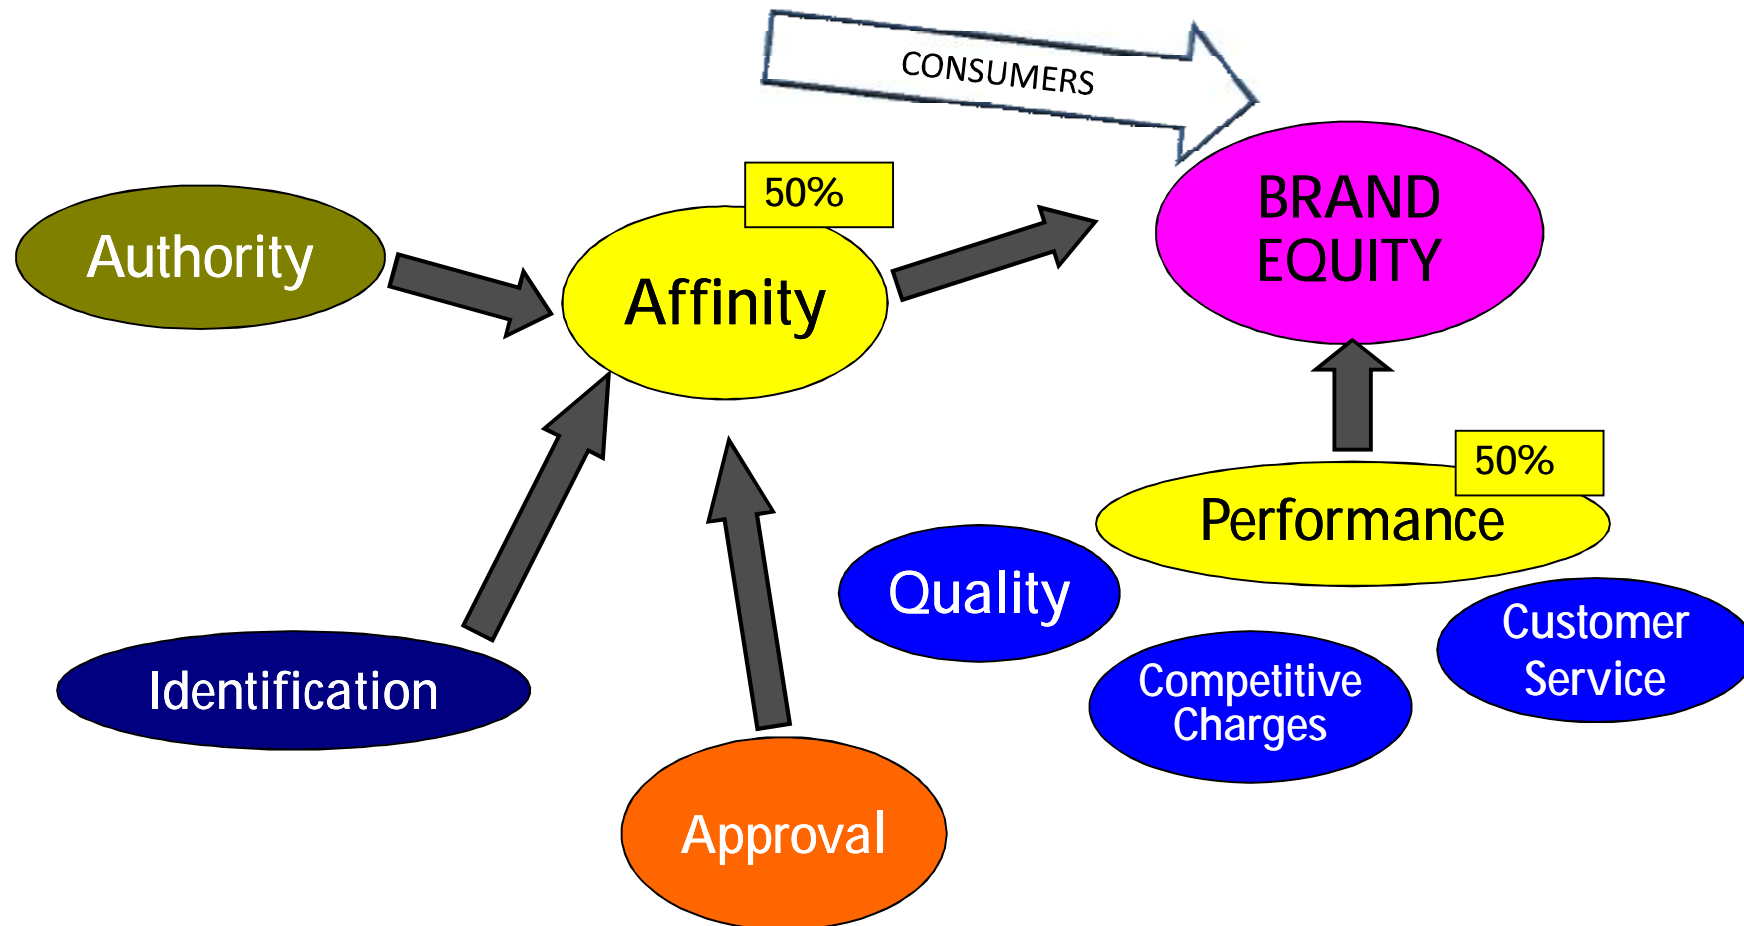 CONSUMERS
BRAND
EQUITY
50%
Authority
Affinity
50%
Performance
Quality
Customer
Service
Identification
Competitive
Charges
Approval